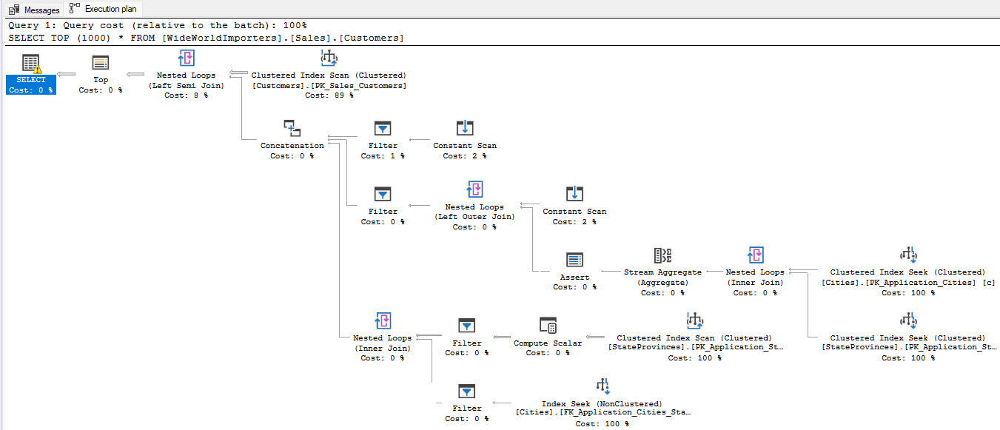 Messages Execution plan
Query 1: Query cost (relative to the batch): 100%
SELECT TOP (1000) * FROM [WideWorldImporters].[Sales].[Customers]
SELECT
Cost: 0 %
Top
Cost: 0 %
Nested Loops
(Left Semi Join)
Cost: 8 %
Clustered Index Scan (Clustered)
[Customers].[PK_Sales_Customers]
Cost: 89 %
Concatenation
Cost: 0 %
Filter
Cost: 1 %
Constant Scan
Cost: 2 %
Filter
Cost: 0 %
Nested Loops
(Left Outer Join)
Cost: 0 %
Constant Scan
Cost: 2 %
Assert
Cost: 0 %
Stream Aggregate
(Aggregate)
Cost: 0 %
Nested Loops
(Inner Join)
Cost: 0 %
Clustered Index Seek (Clustered)
[Cities].[PK_Application_Cities] [c]
Cost: 100 %
Nested Loops
(Inner Join)
Cost: 0 %
Filter
Cost: 0 %
Compute Scalar
Cost: 0 %
Clustered Index Scan (Clustered)
[StateProvinces].[PK_Application_St…
Cost: 100 %
Clustered Index Seek (Clustered)
[StateProvinces].[PK_Application_St…
Cost: 100 %
Filter
Cost: 0 %
Index Seek (NonClustered)
[Cities].[FK_Application_Cities_Sta…
Cost: 100 %